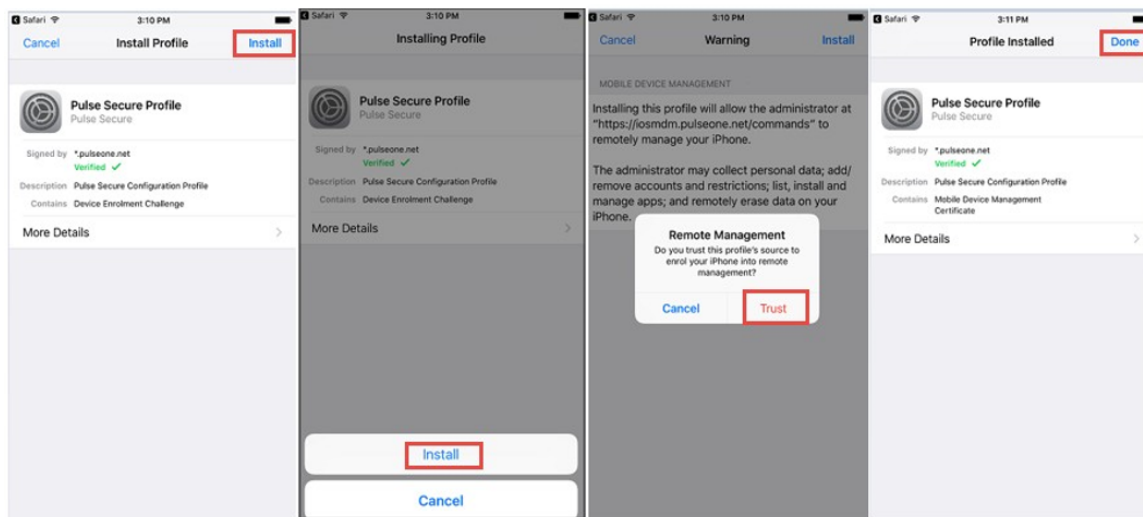 Safari 3:10 PM
Cancel Install Profile Install
Pulse Secure Profile
Pulse Secure
Signed by *.pulseone.net
Verified ✓
Description Pulse Secure Configuration Profile
Contains Device Enrolment Challenge
More Details
Safari 3:10 PM
Installing Profile
Pulse Secure Profile
Pulse Secure
Signed by *.pulseone.net
Verified ✓
Description Pulse Secure Configuration Profile
Contains Device Enrolment Challenge
More Details
Install
Cancel
Safari 3:10 PM
Cancel Warning Install
MOBILE DEVICE MANAGEMENT
Installing this profile will allow the administrator at
“https://iosmdm.pulseone.net/commands” to
remotely manage your iPhone.
The administrator may collect personal data; add/
remove accounts and restrictions; list, install and
manage apps; and remotely erase data on your
iPhone.
Remote Management
Do you trust this profile's source to
enrol your iPhone into remote
management?
Cancel Trust
Safari 3:11 PM
Profile Installed Done
Pulse Secure Profile
Pulse Secure
Signed by *.pulseone.net
Verified ✓
Description Pulse Secure Configuration Profile
Contains Mobile Device Management
Certificate
More Details